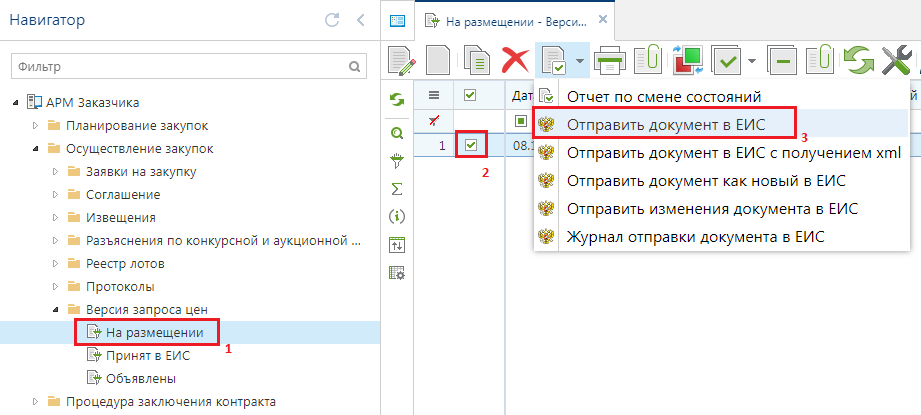 Навигатор
Фильтр
АРМ Заказчика
Планирование закупок
Осуществление закупок
Заявки на закупку
Соглашение
Извещения
Разъяснения по конкурсной и аукционной ...
Реестр лотов
Протоколы
Версия запроса цен
На размещении
1
Принят в ЕИС
Объявлены
Процедура заключения контракта
На размещении - Верси...
Дат
й
1
08.1
2
Отчет по смене состояний
Отправить документ в ЕИС
3
Отправить документ в ЕИС с получением xml
Отправить документ как новый в ЕИС
Отправить изменения документа в ЕИС
Журнал отправки документа в ЕИС